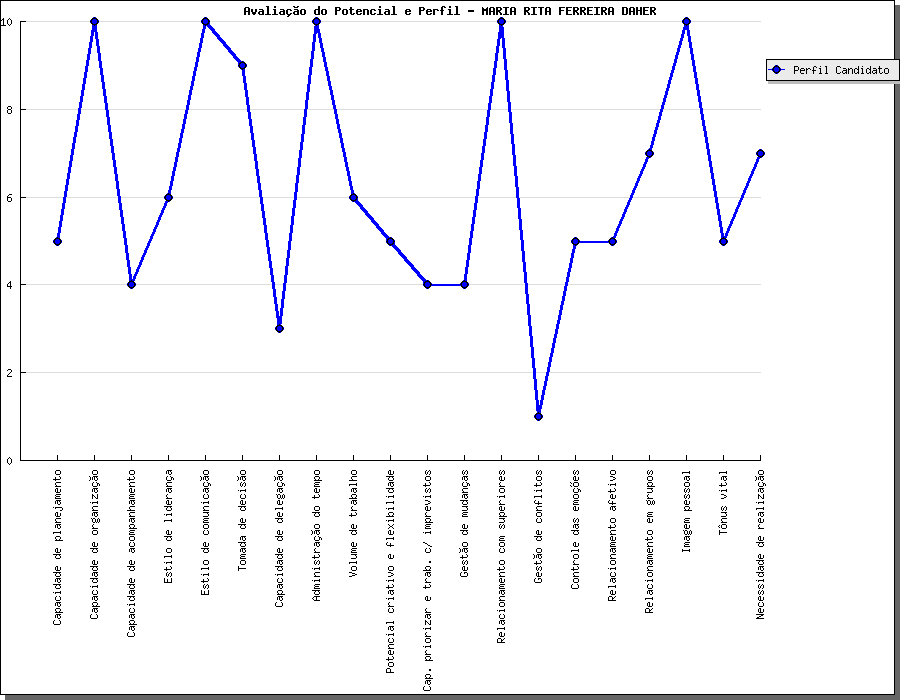 Avaliação do Potencial e Perfil - MARIA RITA FERREIRA DAHER
10
8
6
4
2
0
Perfil Candidato
Capacidade de planejamento
Capacidade de organização
Capacidade de acompanhamento
Estilo de liderança
Estilo de comunicação
Tomada de decisão
Capacidade de delegação
Administração do tempo
Volume de trabalho
Potencial criativo e flexibilidade
Cap. priorizar e trab. c/ imprevistos
Gestão de mudanças
Relacionamento com superiores
Gestão de conflitos
Controle das emoções
Relacionamento afetivo
Relacionamento em grupos
Imagem pessoal
Tônus vital
Necessidade de realização